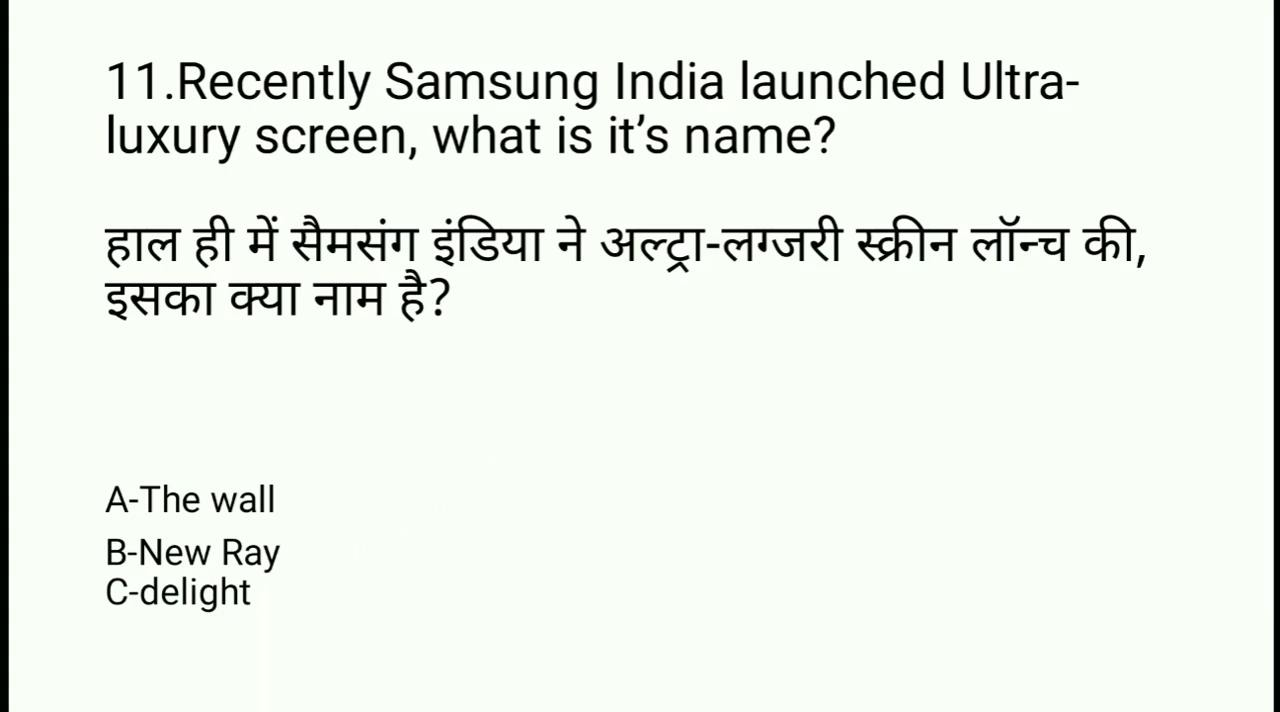 11.Recently Samsung India launched Ultra-
luxury screen, what is it’s name?
हाल ही में सैमसंग इंडिया ने अल्ट्रा-लग्जरी स्क्रीन लॉन्च की,
इसका क्या नाम है?
A-The wall
B-New Ray
C-delight